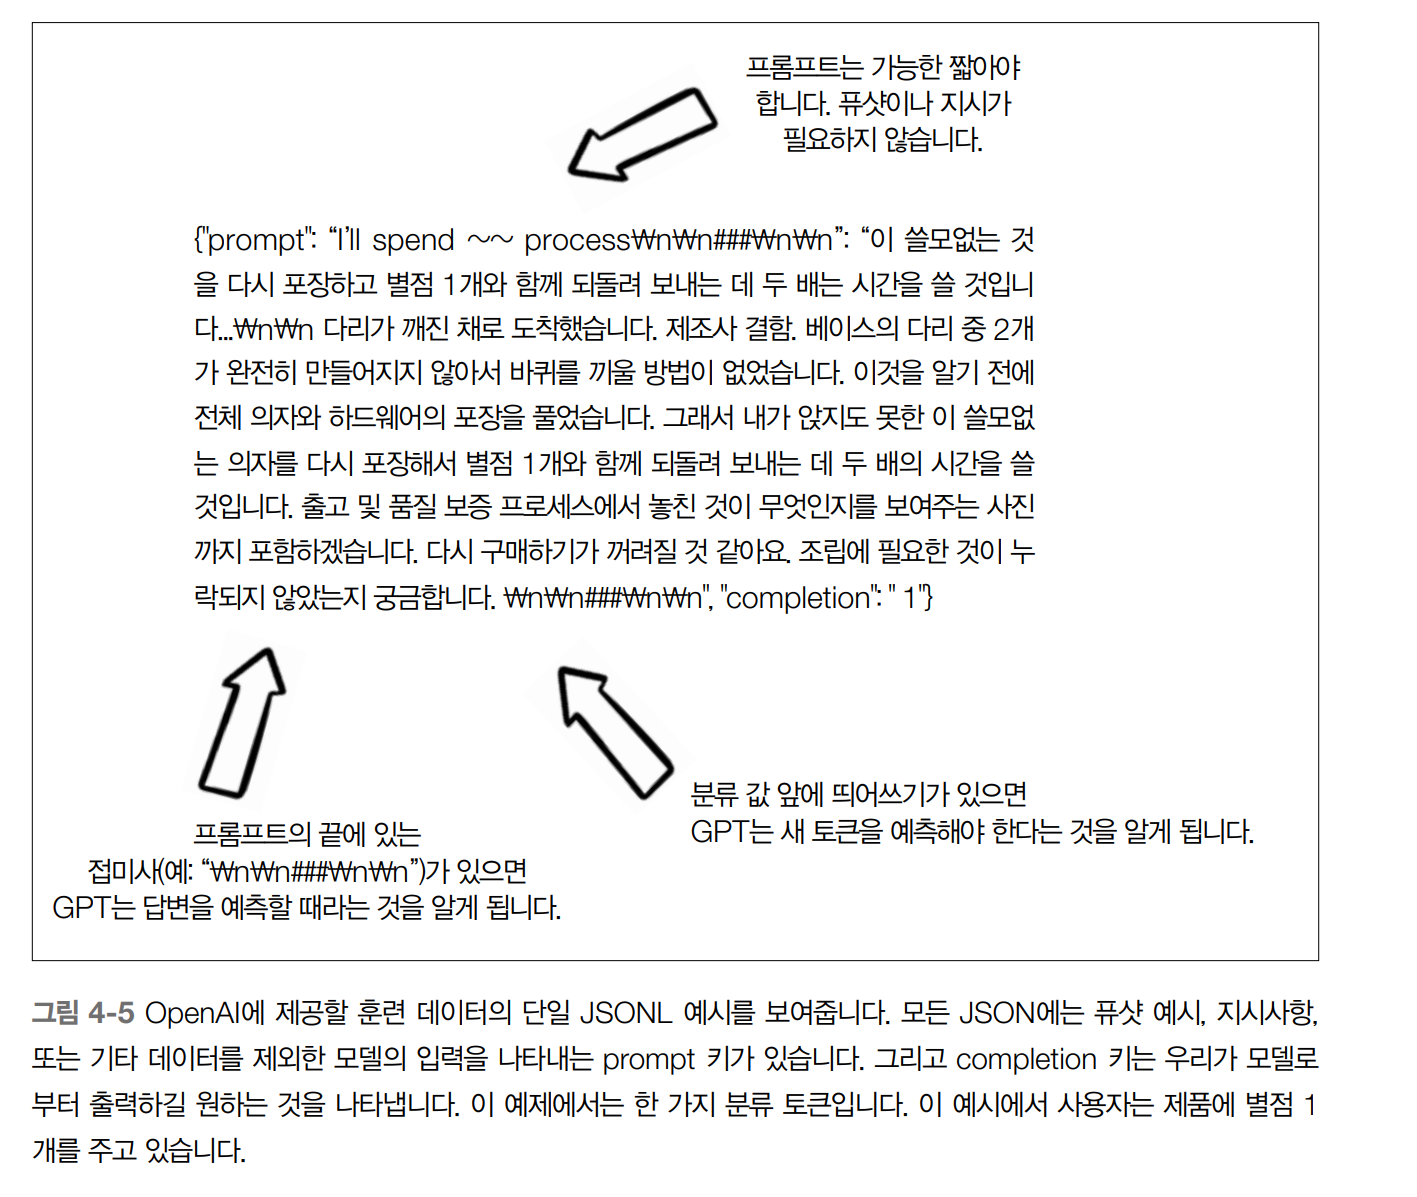 프롬프트는 가능한 짧아야
합니다. 퓨샷이나 지시가
필요하지 않습니다.
{"prompt": “I’ll spend ～～ process₩n₩n###₩n₩n”: “이 쓸모없는 것
을 다시 포장하고 별점 1개와 함께 되돌려 보내는 데 두 배는 시간을 쓸 것입니
다...₩n₩n 다리가 깨진 채로 도착했습니다. 제조사 결함. 베이스의 다리 중 2개
가 완전히 만들어지지 않아서 바퀴를 끼울 방법이 없었습니다. 이것을 알기 전에
전체 의자와 하드웨어의 포장을 풀었습니다. 그래서 내가 앉지도 못한 이 쓸모없
는 의자를 다시 포장해서 별점 1개와 함께 되돌려 보내는 데 두 배의 시간을 쓸
것입니다. 출고 및 품질 보증 프로세스에서 놓친 것이 무엇인지를 보여주는 사진
까지 포함하겠습니다. 다시 구매하기가 꺼려질 것 같아요. 조립에 필요한 것이 누
락되지 않았는지 궁금합니다. ₩n₩n###₩n₩n", "completion": " 1"}
분류 값 앞에 띄어쓰기가 있으면
GPT는 새 토큰을 예측해야 한다는 것을 알게 됩니다.
프롬프트의 끝에 있는
접미사(예: “₩n₩n###₩n₩n”)가 있으면
GPT는 답변을 예측할 때라는 것을 알게 됩니다.
그림 4-5 OpenAI에 제공할 훈련 데이터의 단일 JSONL 예시를 보여줍니다. 모든 JSON에는 퓨샷 예시, 지시사항,
또는 기타 데이터를 제외한 모델의 입력을 나타내는 prompt 키가 있습니다. 그리고 completion 키는 우리가 모델로
부터 출력하길 원하는 것을 나타냅니다. 이 예제에서는 한 가지 분류 토큰입니다. 이 예시에서 사용자는 제품에 별점 1
개를 주고 있습니다.